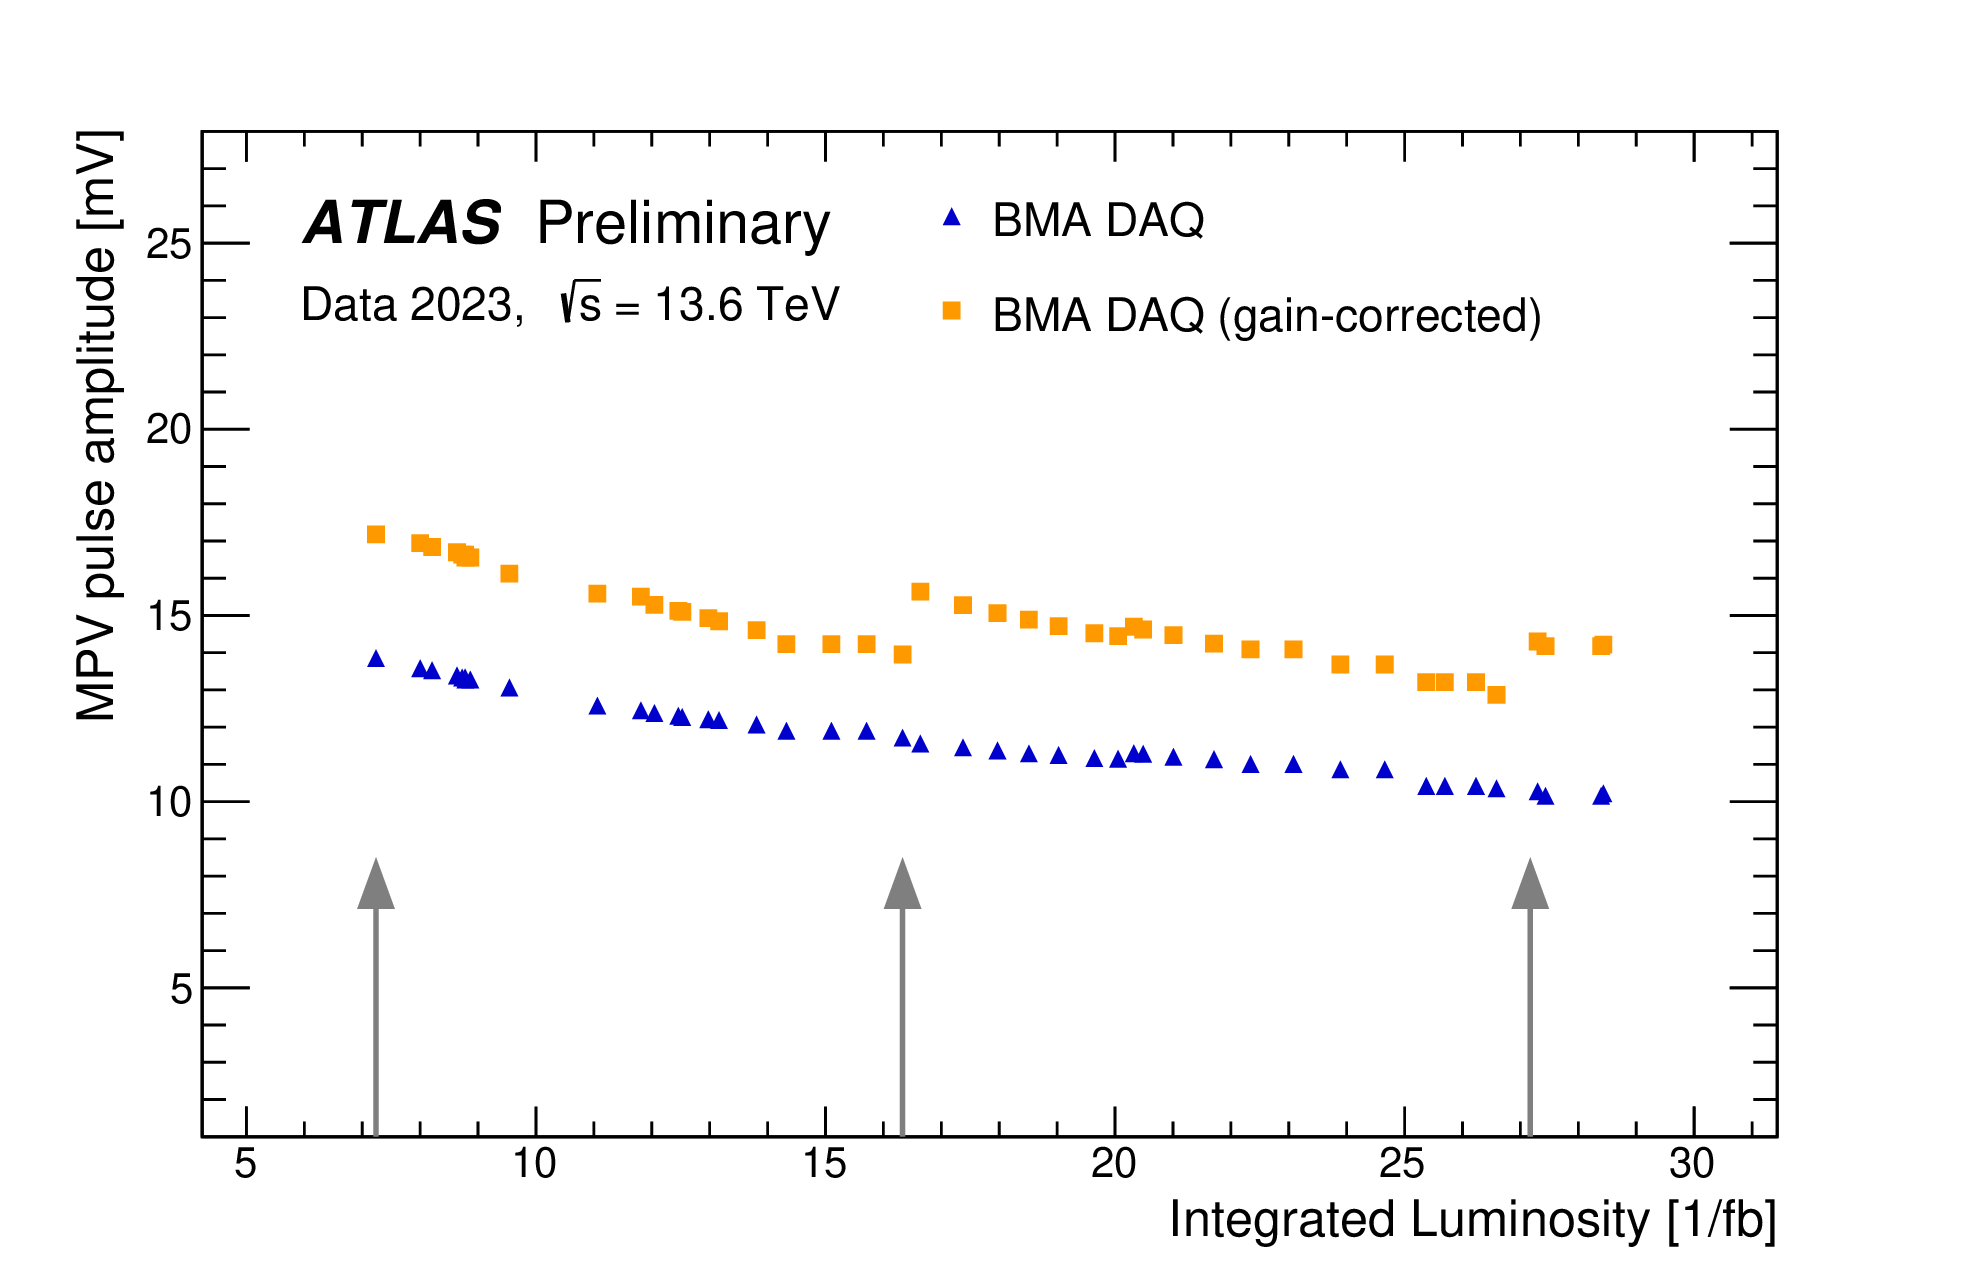 ATLAS Preliminary
Data 2023, √s = 13.6 TeV
BMA DAQ
BMA DAQ (gain-corrected)
MPV pulse amplitude [mV]
25
20
15
10
5
5 10 15 20 25 30
Integrated Luminosity [1/fb]